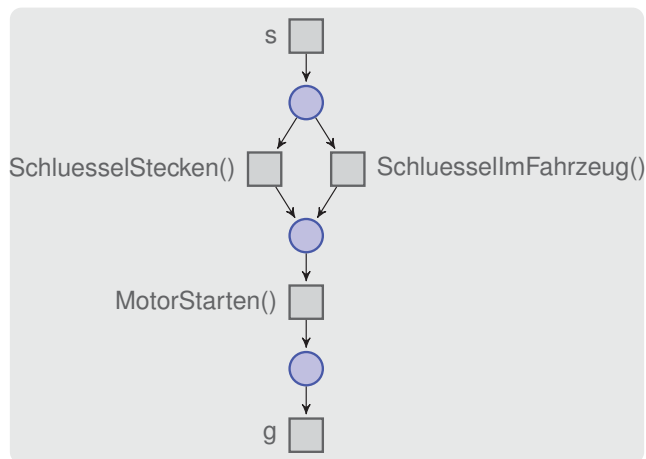 s
SchluesselStecken()
SchluesselImFahrzeug()
MotorStarten()
g